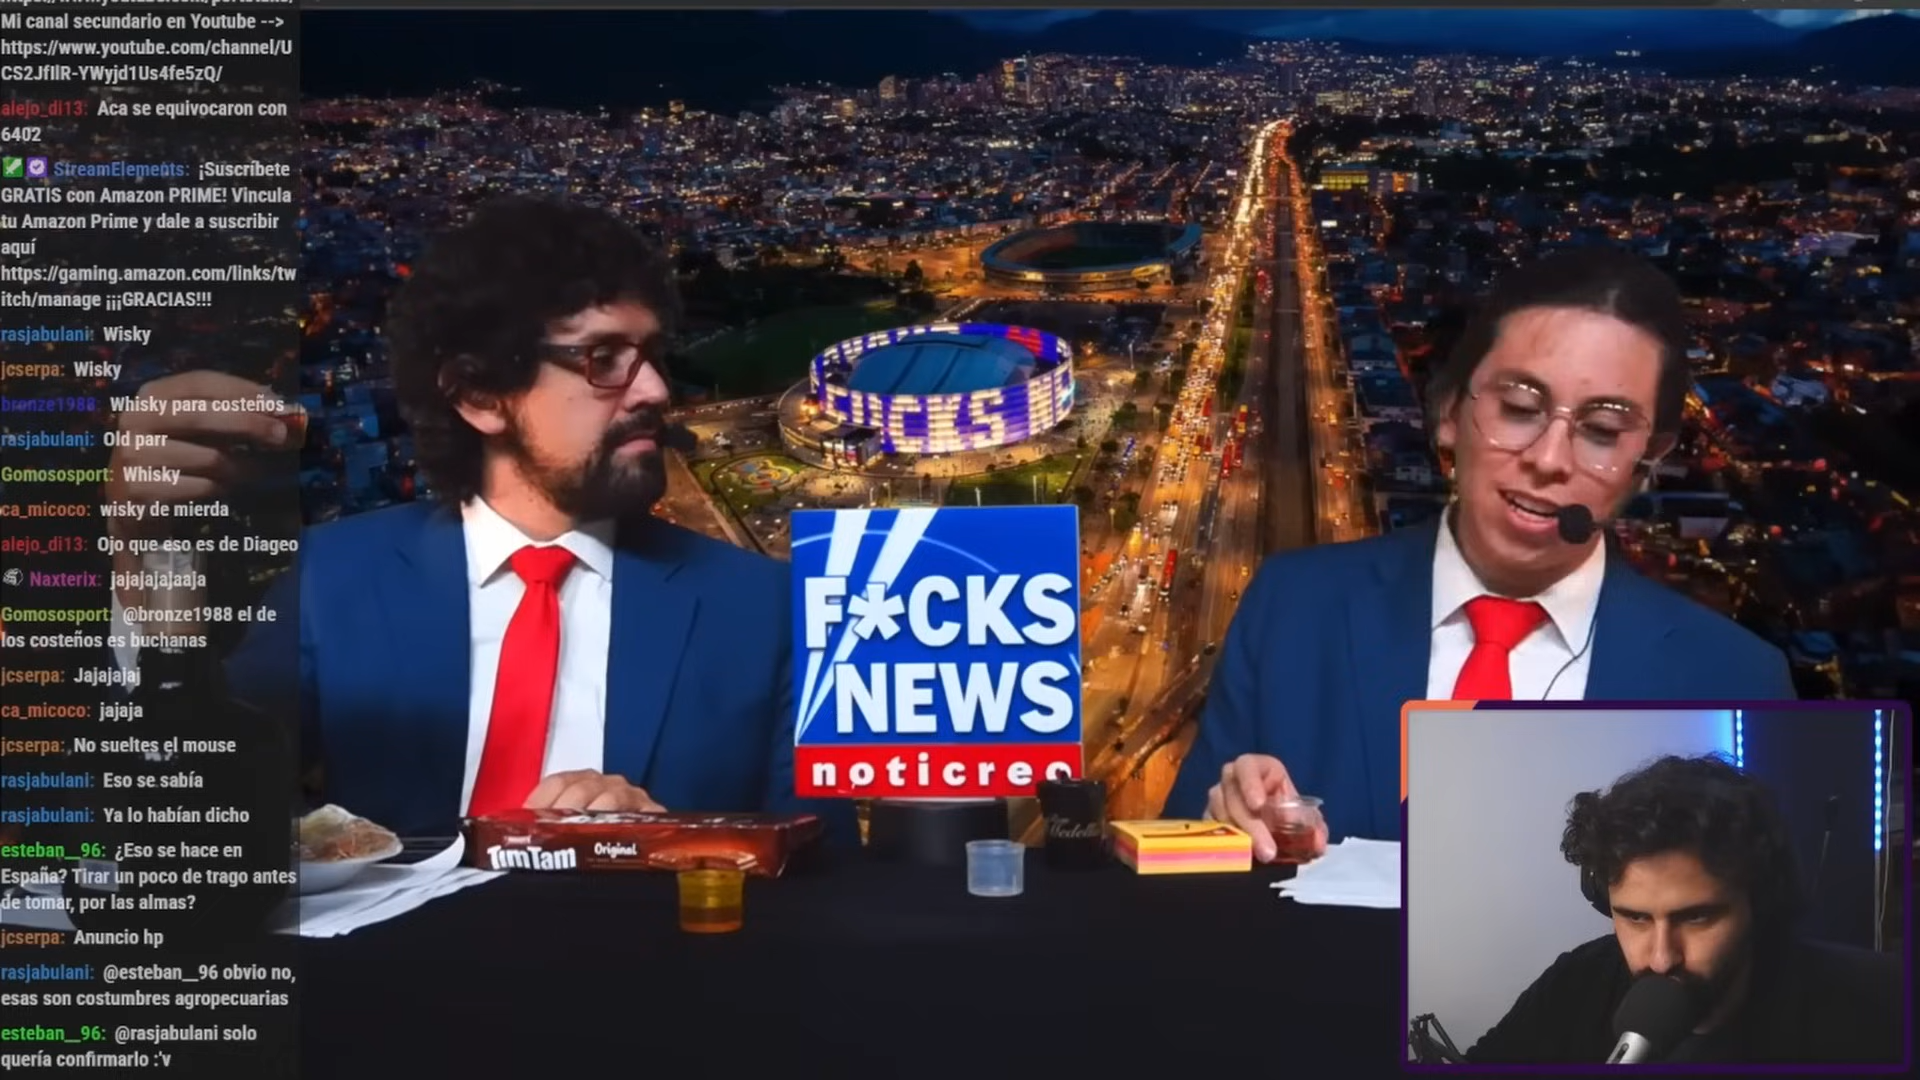 Mi canal secundario en Youtube -->
https://www.youtube.com/channel/U
CS2JfIlR-YWyjd1Us4fe5zQ/
alejo_di13: Aca se equivocaron con
6402
StreamElements: ¡Suscríbete
GRATIS con Amazon PRIME! Vincula
tu Amazon Prime y dale a suscribir
aquí
https://gaming.amazon.com/links/tw
itch/manage ¡¡¡GRACIAS!!!
rasjabulani: Wisky
jcserpa: Wisky
bronze1988: Whisky para costeños
rasjabulani: Old parr
Gomososport: Whisky
ca_micoco: wisky de mierda
alejo_di13: Ojo que eso es de Diageo
Naxterix: jajajajajaaja
Gomososport: @bronze1988 el de
los costeños es buchanas
jcserpa: Jajajajaj
ca_micoco: jajaja
jcserpa: No sueltes el mouse
rasjabulani: Eso se sabía
rasjabulani: Ya lo habían dicho
esteban__96: ¿Eso se hace en
España? Tirar un poco de trago antes
de tomar, por las almas?
jcserpa: Anuncio hp
rasjabulani: @esteban__96 obvio no,
esas son costumbres agropecuarias
esteban__96: @rasjabulani solo
quería confirmarlo :'v
F*CKS
NEWS
noticreo
TimTam
Original